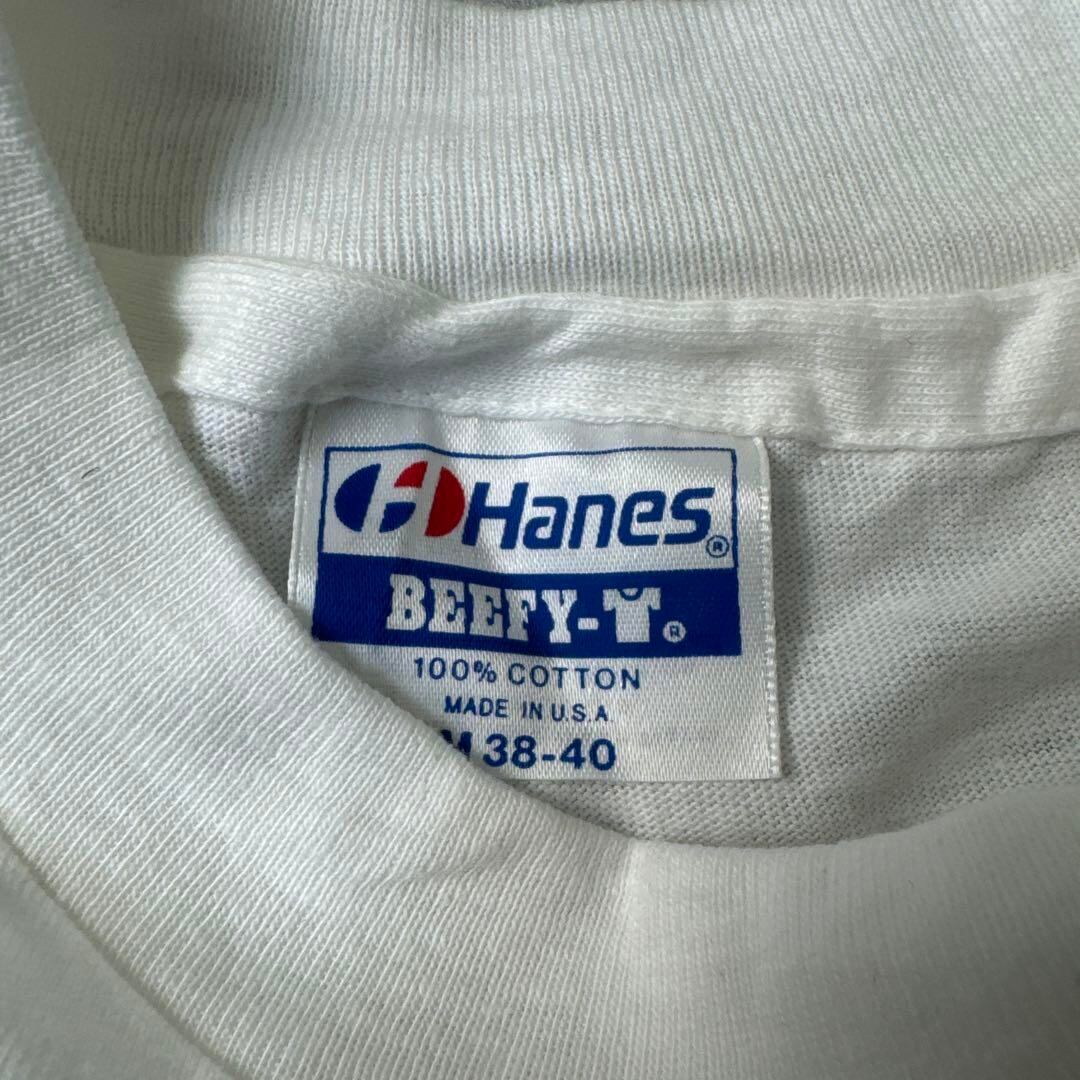 Hanes®
BEEFY-T®
100% COTTON
MADE IN U.S.A
M 38-40